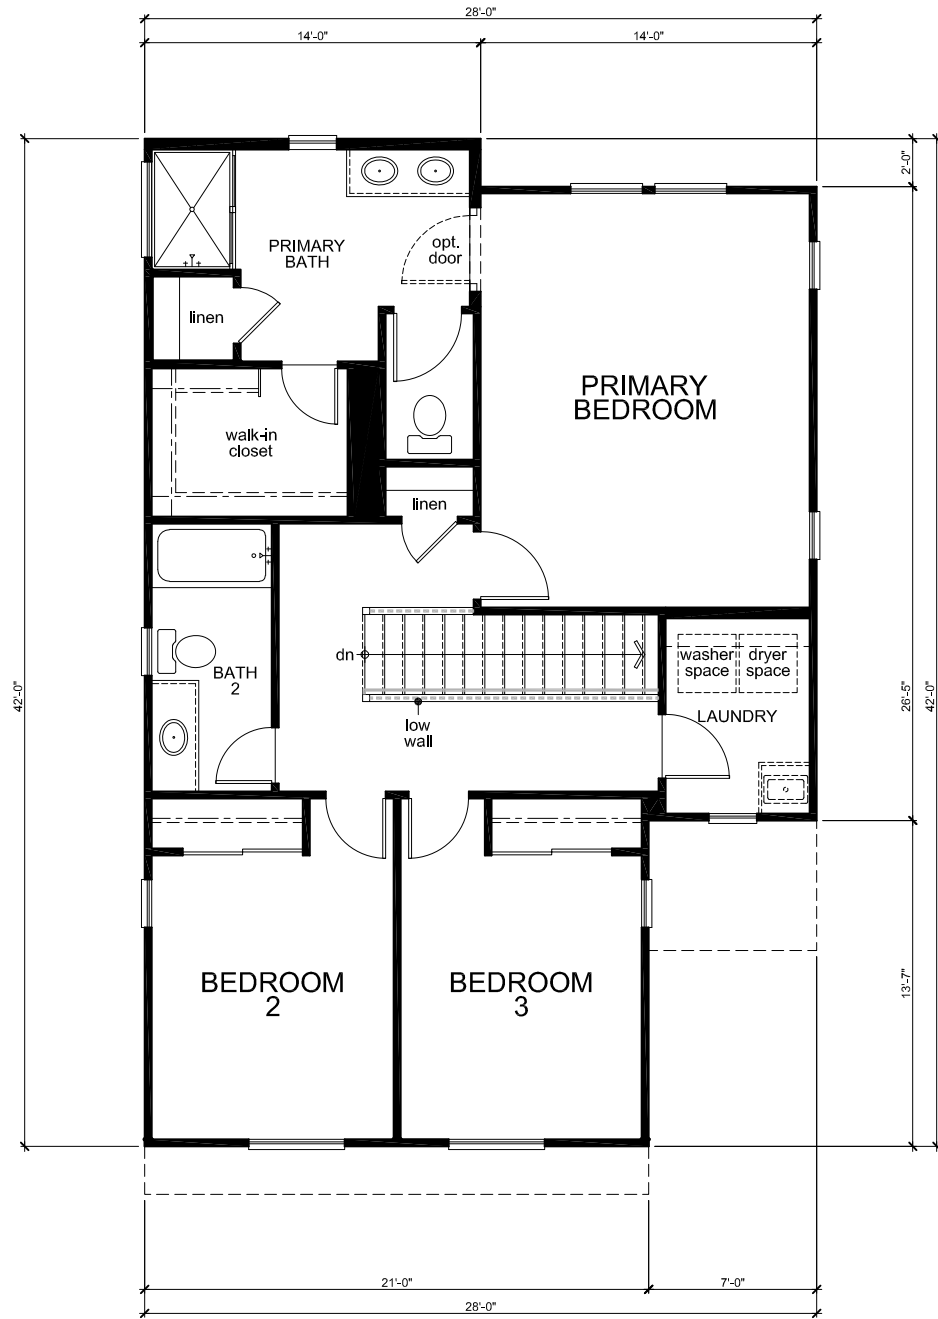 28'-0"
14'-0"
14'-0"
2'-0"
PRIMARY
BATH
opt.
door
linen
PRIMARY
BEDROOM
walk-in
closet
linen
dn
BATH
2
washer
space
dryer
space
LAUNDRY
low
wall
42'-0"
26'-5"
42'-0"
BEDROOM
2
BEDROOM
3
13'-7"
21'-0"
7'-0"
28'-0"